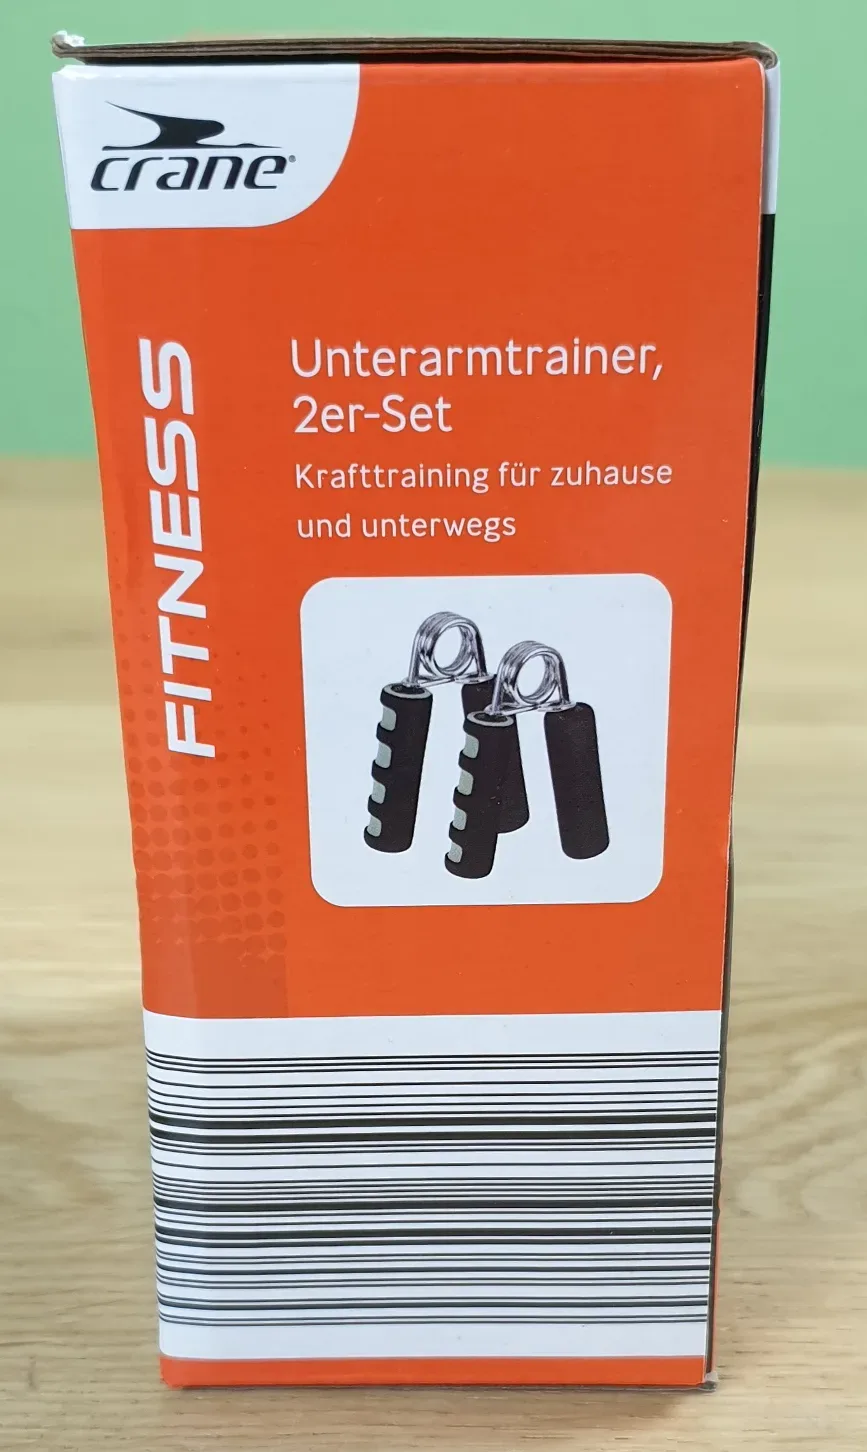 crane®
FITNESS
Unterarmtrainer,
2er-Set
Krafttraining für zuhause
und unterwegs